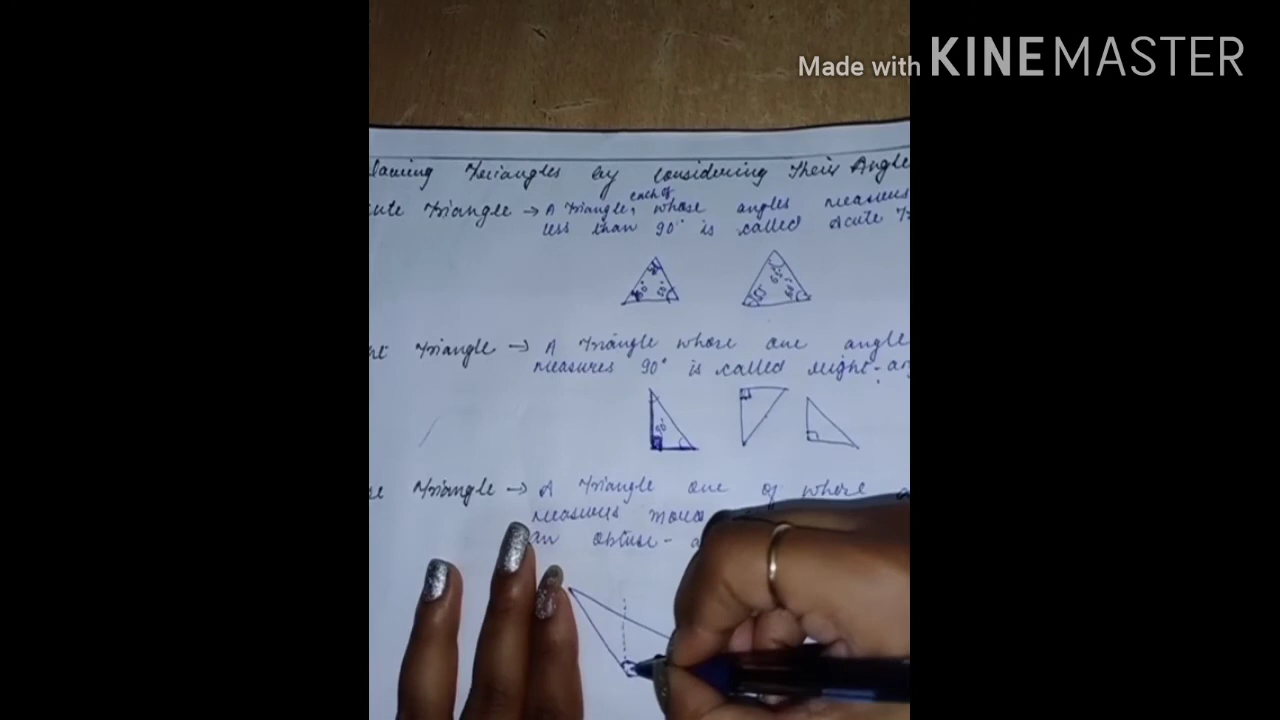 Made with KINEMASTER
Triangles by considering Their Angle
Triangle → A Triangle, each of whose angles measures
less than 90° is called Acute
Triangle → A Triangle whose one angle
measures 90° is called Right-
Triangle → A Triangle one of whose
measures more
an obtuse-